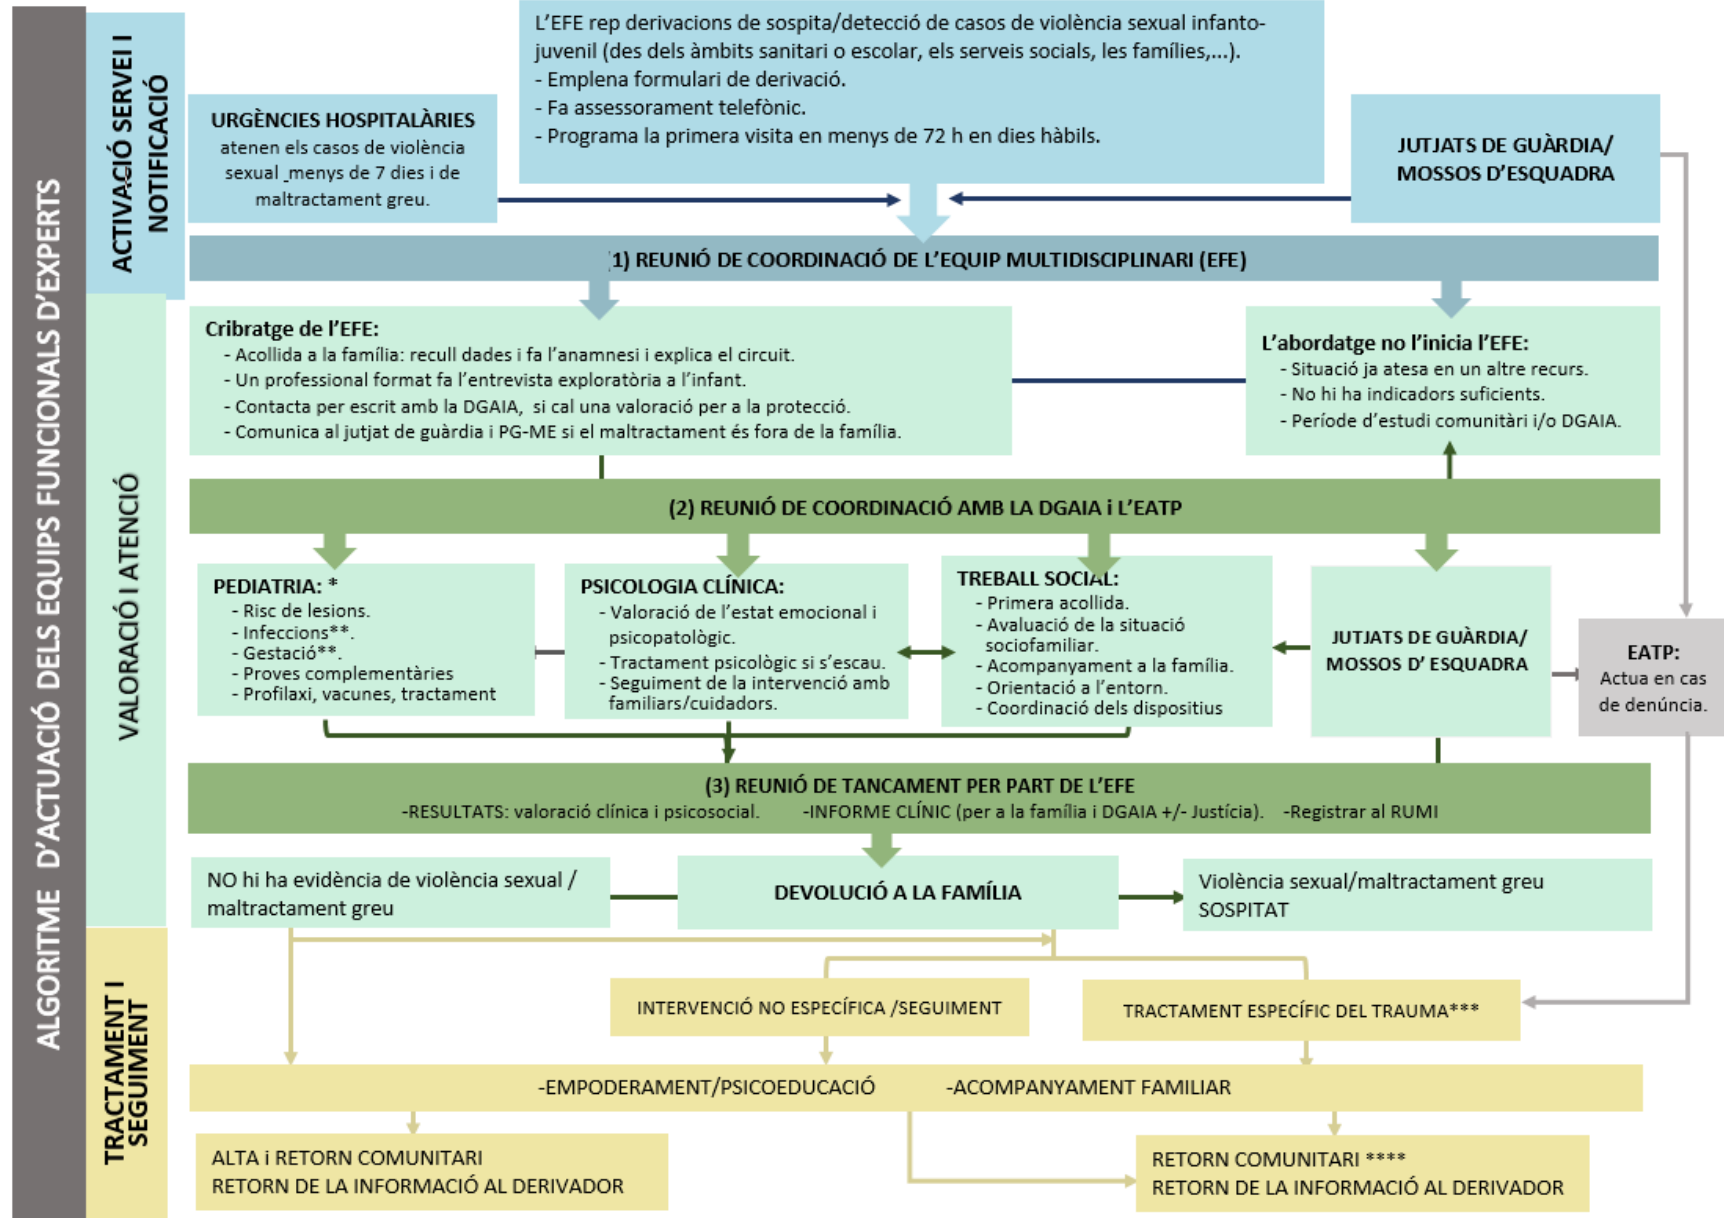 ALGORITME D'ACTUACIÓ DELS EQUIPS FUNCIONALS D'EXPERTS
ACTIVACIÓ SERVEI I
NOTIFICACIÓ
L'EFE rep derivacions de sospita/detecció de casos de violència sexual infanto-
juvenil (des dels àmbits sanitari o escolar, els serveis socials, les famílies,...).
- Emplena formulari de derivació.
- Fa assessorament telefònic.
- Programa la primera visita en menys de 72 h en dies hàbils.
URGÈNCIES HOSPITALÀRIES
atenen els casos de violència
sexual menys de 7 dies i de
maltractament greu.
JUTJATS DE GUÀRDIA/
MOSSOS D'ESQUADRA
(1) REUNIÓ DE COORDINACIÓ DE L'EQUIP MULTIDISCIPLINARI (EFE)
VALORACIÓ I ATENCIÓ
Cribratge de l'EFE:
- Acollida a la família: recull dades i fa l'anamnesi i explica el circuit.
- Un professional format fa l'entrevista exploratòria a l'infant.
- Contacta per escrit amb la DGAIA, si cal una valoració per a la protecció.
- Comunica al jutjat de guàrdia i PG-ME si el maltractament és fora de la família.
L'abordatge no l'inicia l'EFE:
- Situació ja atesa en un altre recurs.
- No hi ha indicadors suficients.
- Període d'estudi comunitàri i/o DGAIA.
(2) REUNIÓ DE COORDINACIÓ AMB LA DGAIA i L'EATP
PEDIATRIA: *
- Risc de lesions.
- Infeccions**.
- Gestació**.
- Proves complementàries
- Profilaxi, vacunes, tractament
PSICOLOGIA CLÍNICA:
- Valoració de l'estat emocional i
psicopatològic.
- Tractament psicològic si s'escau.
- Seguiment de la intervenció amb
familiars/cuidadors.
TREBALL SOCIAL:
- Primera acollida.
- Avaluació de la situació
sociofamiliar.
- Acompanyament a la família.
- Orientació a l'entorn.
- Coordinació dels dispositius
JUTJATS DE GUÀRDIA/
MOSSOS D' ESQUADRA
EATP:
Actua en cas
de denúncia.
(3) REUNIÓ DE TANCAMENT PER PART DE L'EFE
-RESULTATS: valoració clínica i psicosocial. -INFORME CLÍNIC (per a la família i DGAIA +/- Justícia). -Registrar al RUMI
NO hi ha evidència de violència sexual /
maltractament greu
DEVOLUCIÓ A LA FAMÍLIA
Violència sexual/maltractament greu
SOSPITAT
TRACTAMENT I
SEGUIMENT
INTERVENCIÓ NO ESPECÍFICA /SEGUIMENT
TRACTAMENT ESPECÍFIC DEL TRAUMA***
-EMPODERAMENT/PSICOEDUCACIÓ -ACOMPANYAMENT FAMILIAR
ALTA i RETORN COMUNITARI
RETORN DE LA INFORMACIÓ AL DERIVADOR
RETORN COMUNITARI ****
RETORN DE LA INFORMACIÓ AL DERIVADOR